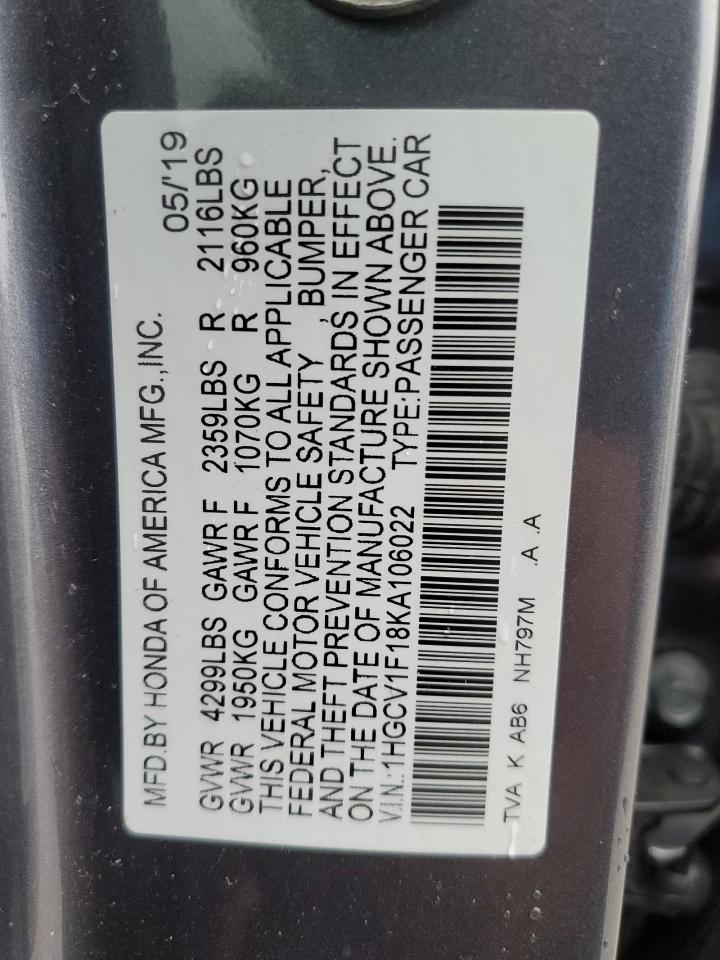 MFD.BY HONDA OF AMERICA MFG.,INC. 05/'19
GVWR 4299LBS GAWR F 2359LBS R 2116LBS
GVWR 1950KG GAWR F 1070KG R 960KG
THIS VEHICLE CONFORMS TO ALL APPLICABLE
FEDERAL MOTOR VEHICLE SAFETY , BUMPER,
AND THEFT PREVENTION STANDARDS IN EFFECT
ON THE DATE OF MANUFACTURE SHOWN ABOVE.
V.I.N.: 1HGCV1F18KA106022 TYPE:PASSENGER CAR
TVA K AB6 NH797M .A .A